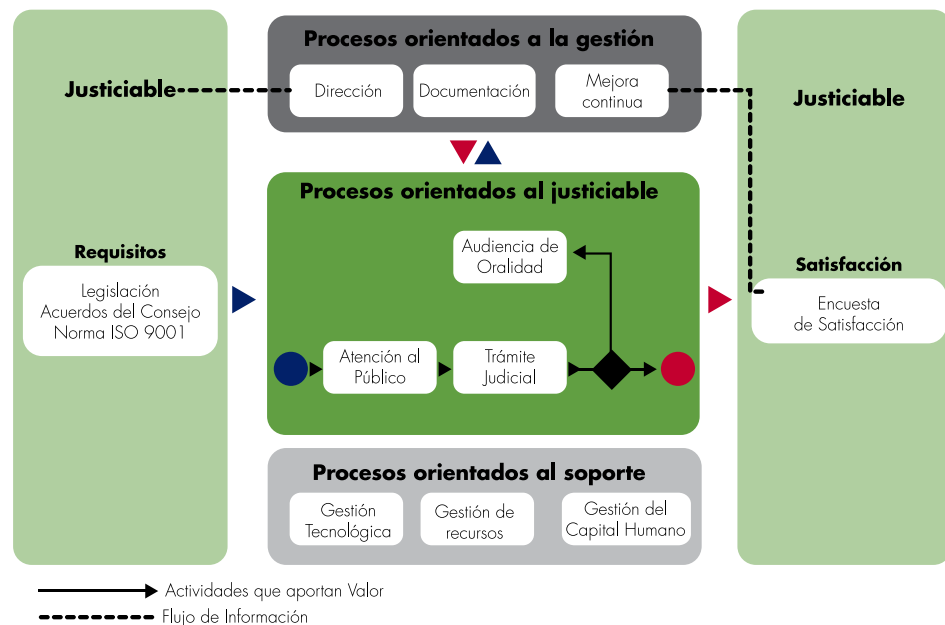 Procesos orientados a la gestión
Justiciable
Dirección
Documentación
Mejora
continua
Justiciable
Procesos orientados al justiciable
Requisitos
Legislación
Acuerdos del Consejo
Norma ISO 9001
Audiencia de
Oralidad
Atención al
Público
Trámite
Judicial
Satisfacción
Encuesta
de Satisfacción
Procesos orientados al soporte
Gestión
Tecnológica
Gestión de
recursos
Gestión del
Capital Humano
Actividades que aportan Valor
Flujo de Información